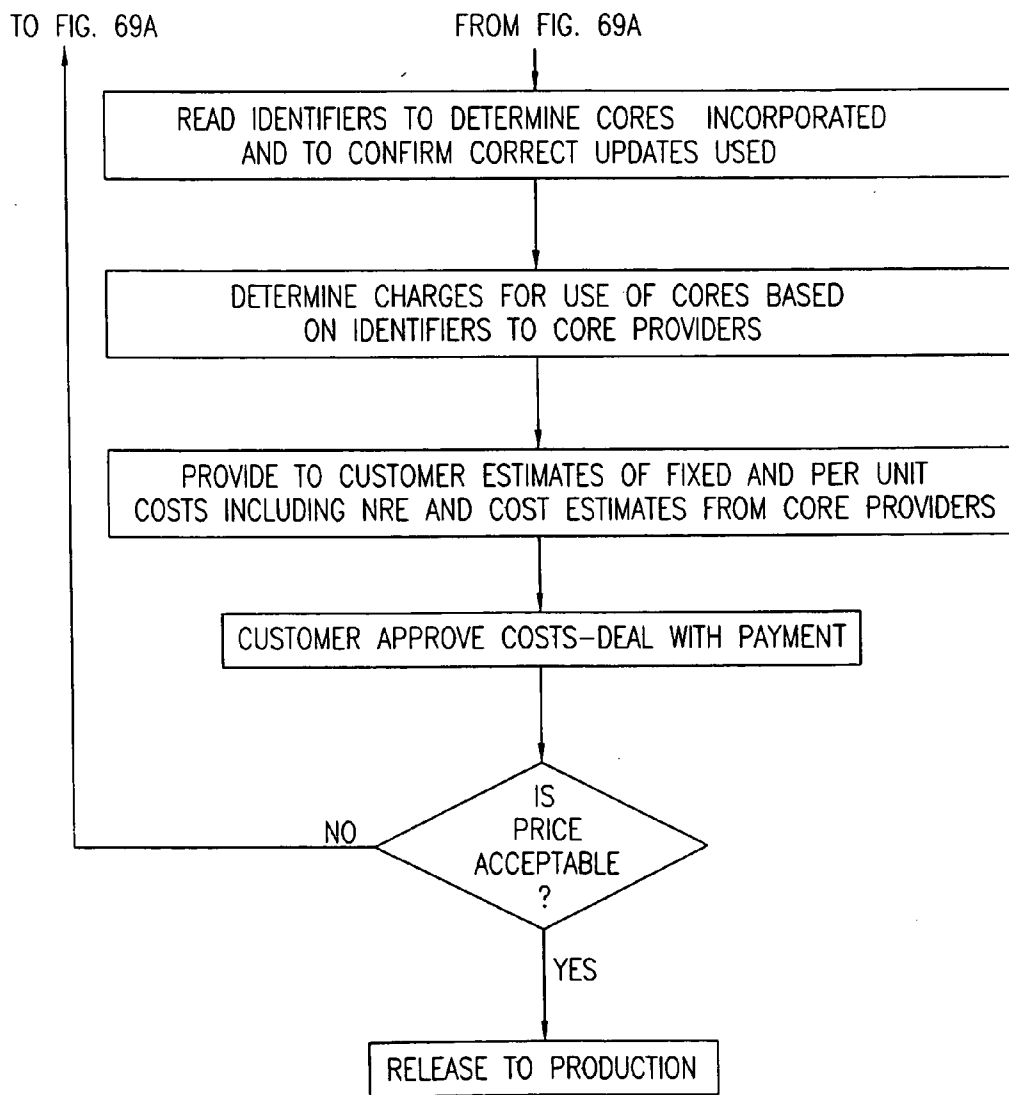 TO FIG. 69A
FROM FIG. 69A
READ IDENTIFIERS TO DETERMINE CORES INCORPORATED
AND TO CONFIRM CORRECT UPDATES USED
DETERMINE CHARGES FOR USE OF CORES BASED
ON IDENTIFIERS TO CORE PROVIDERS
PROVIDE TO CUSTOMER ESTIMATES OF FIXED AND PER UNIT
COSTS INCLUDING NRE AND COST ESTIMATES FROM CORE PROVIDERS
CUSTOMER APPROVE COSTS-DEAL WITH PAYMENT
IS
PRICE
ACCEPTABLE
?
NO
YES
RELEASE TO PRODUCTION